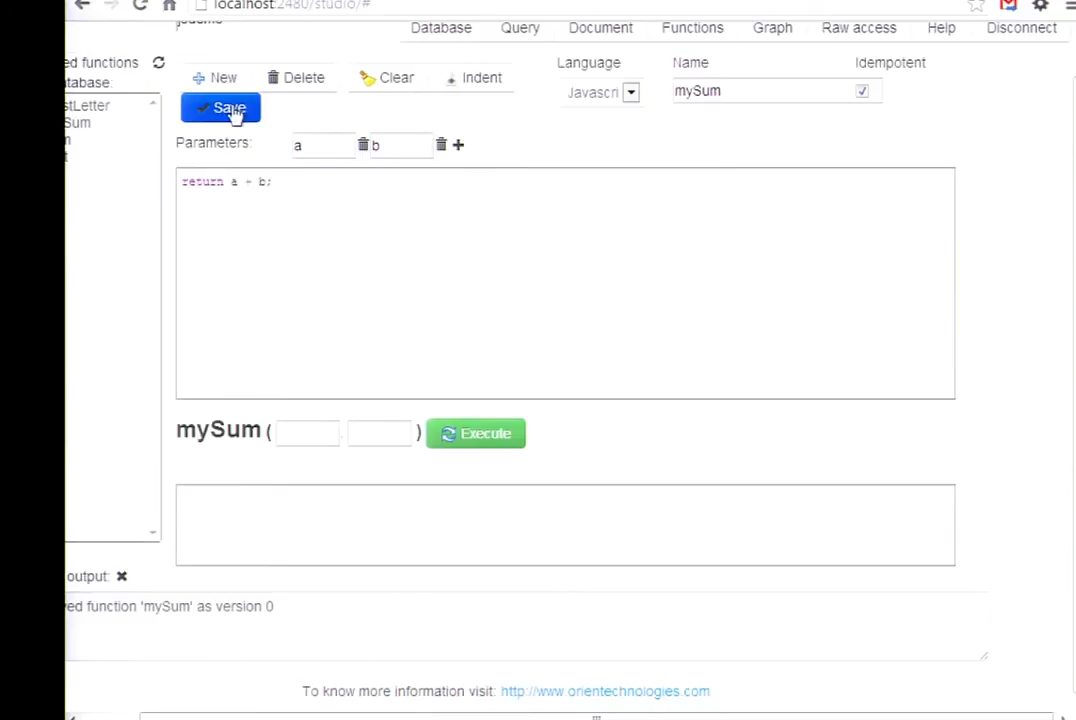 localhost:2480/studio/#
Database Query Document Functions Graph Raw access Help Disconnect
ed functions
atabase:
New Delete Clear Indent
Language Name Idempotent
Javascri mySum
Save
stLetter
Sum
Parameters: a b
return a + b;
mySum ( , ) Execute
output:
ved function 'mySum' as version 0
To know more information visit: http://www.orientechnologies.com